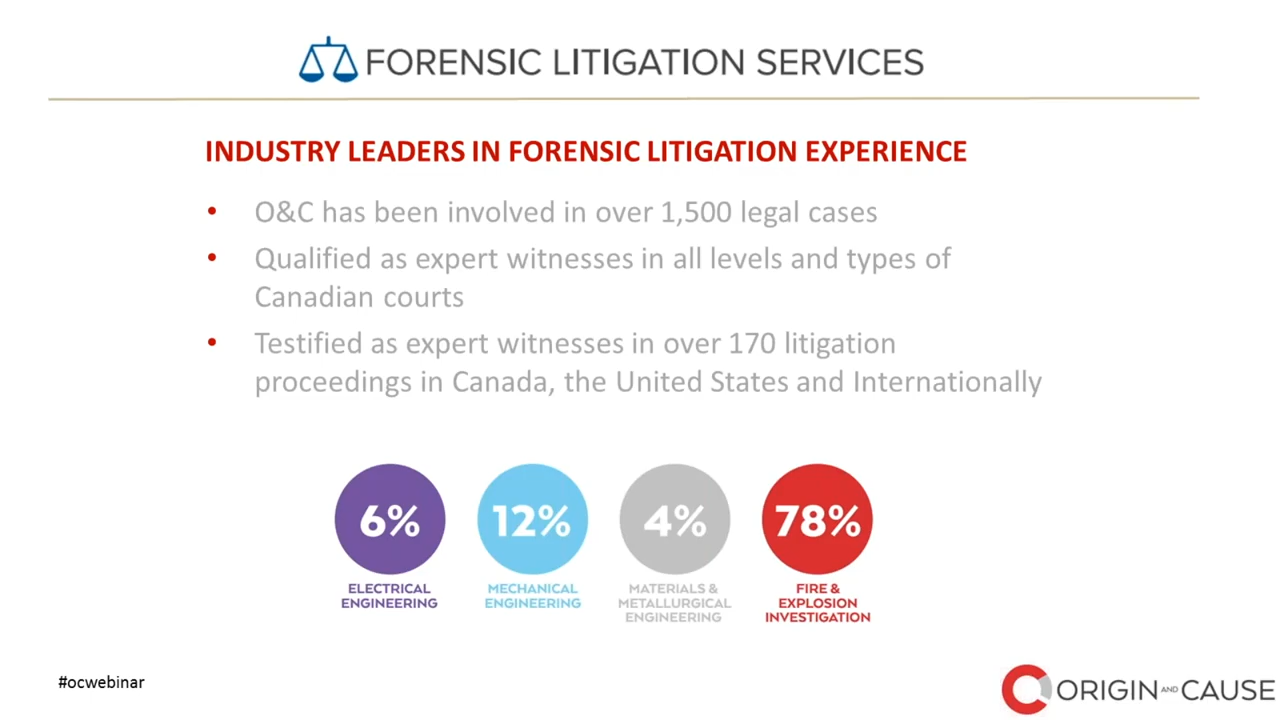 FORENSIC LITIGATION SERVICES
INDUSTRY LEADERS IN FORENSIC LITIGATION EXPERIENCE
• O&C has been involved in over 1,500 legal cases
• Qualified as expert witnesses in all levels and types of
Canadian courts
• Testified as expert witnesses in over 170 litigation
proceedings in Canada, the United States and Internationally
6%
ELECTRICAL
ENGINEERING
12%
MECHANICAL
ENGINEERING
4%
MATERIALS &
METALLURGICAL
ENGINEERING
78%
FIRE &
EXPLOSION
INVESTIGATION
#ocwebinar
ORIGIN AND CAUSE